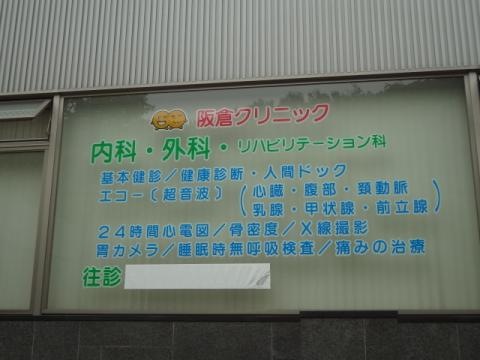 阪倉クリニック
内科・外科・リハビリテーション科
基本健診／健康診断・人間ドック
エコー（超音波）（心臓・腹部・頸動脈
乳腺・甲状線・前立線）
24時間心電図／骨密度／X線撮影
胃カメラ／睡眠時無呼吸検査／痛みの治療
往診